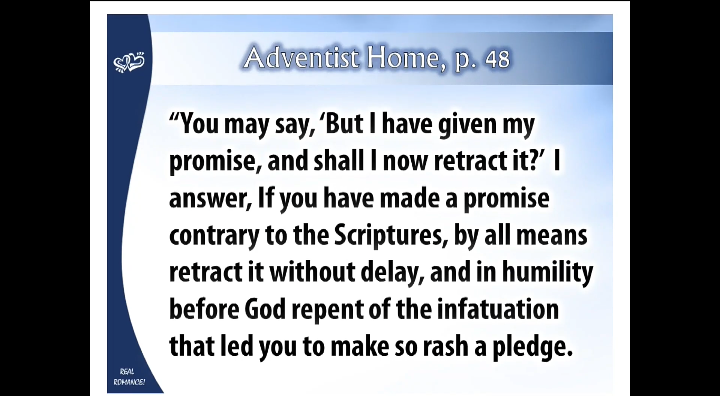 Adventist Home, p. 48
“You may say, ‘But I have given my
promise, and shall I now retract it?’ I
answer, If you have made a promise
contrary to the Scriptures, by all means
retract it without delay, and in humility
before God repent of the infatuation
that led you to make so rash a pledge.
REAL
ROMANCE!